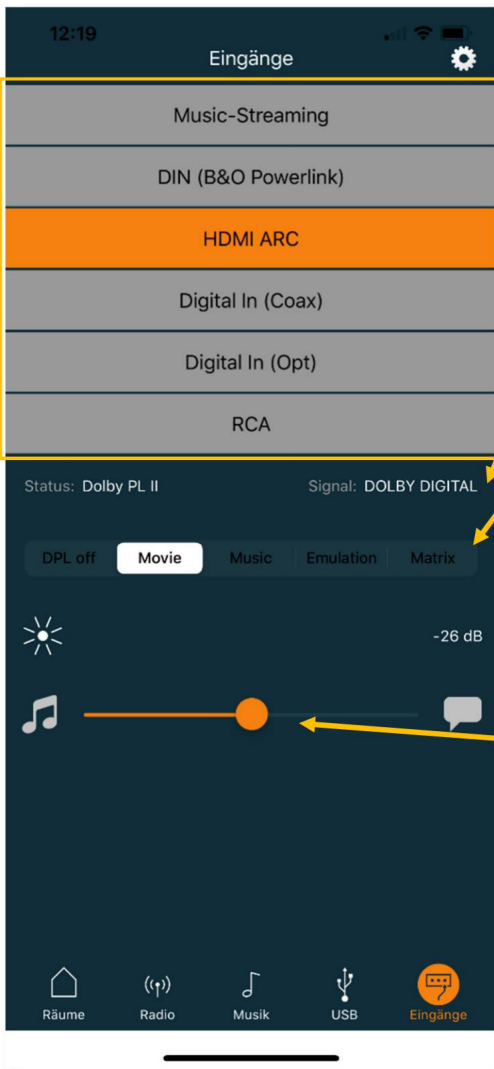 12:19
Eingänge
Music-Streaming
DIN (B&O Powerlink)
HDMI ARC
Digital In (Coax)
Digital In (Opt)
RCA
Status: Dolby PL II Signal: DOLBY DIGITAL
DPL off Movie Music Emulation Matrix
-26 dB
Räume Radio Musik USB Eingänge